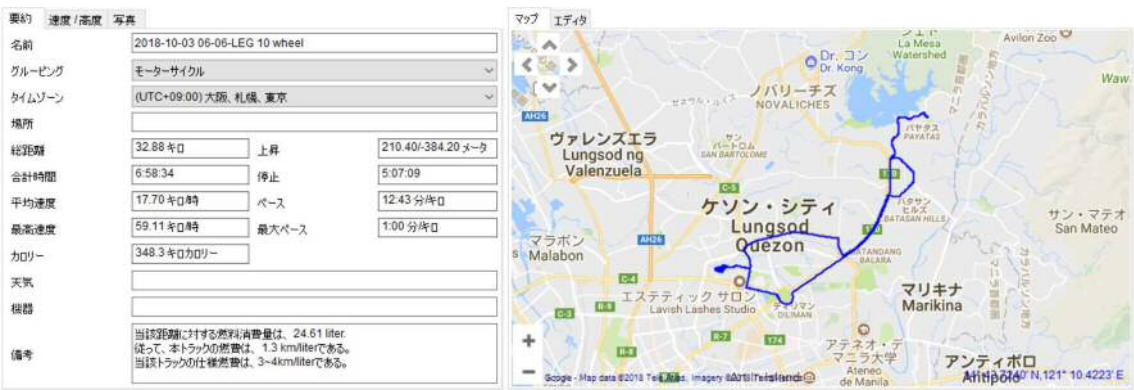 要約 速度 / 高度 写真
名前 2018-10-03 06-06-LEG 10 wheel
グルーピング モーターサイクル
タイムゾーン (UTC+09:00) 大阪、札幌、東京
場所
総距離 32.88 キロ 上昇 210.40/-384.20 メータ
合計時間 6:58:34 停止 5:07:09
平均速度 17.70 キロ/時 ペース 12:43 分/キロ
最高速度 59.11 キロ/時 最大ペース 1:00 分/キロ
カロリー 348.3 キロカロリー
天気
機器
備考
当該距離に対する燃料消費量は、24.61 liter.
従って、本トラックの燃費は、1.3 km/literである。
当該トラックの仕様燃費は、3~4km/literである。
マップ エディタ
La Mesa
Watershed
Avilon Zoo
Dr. コン
Dr. Kong
ノバリーチェズ
NOVALICHES
Waw
AH26
ヴァレンズエラ
Lungsod ng
Valenzuela
サン
バートロム
SAN BARTOLOME
パヤタス
PAYATAS
C-5
ケソン・シティ
Lungsod
Quezon
バタサン
ヒルズ
BATASAN HILLS
サン・マテオ
San Mateo
マラボン
Malabon
AH26
MATANDANG
BALARA
C-4
エステティック サロン
Lavish Lashes Studio
マリキナ
Marikina
C-3
R-9
ディリマン
DILIMAN
R-7
174
R-8
アテネオ・デ
マニラ大学
Ateneo
de Manila
アンティポロ
Antipolo
Google - Map data ©2018